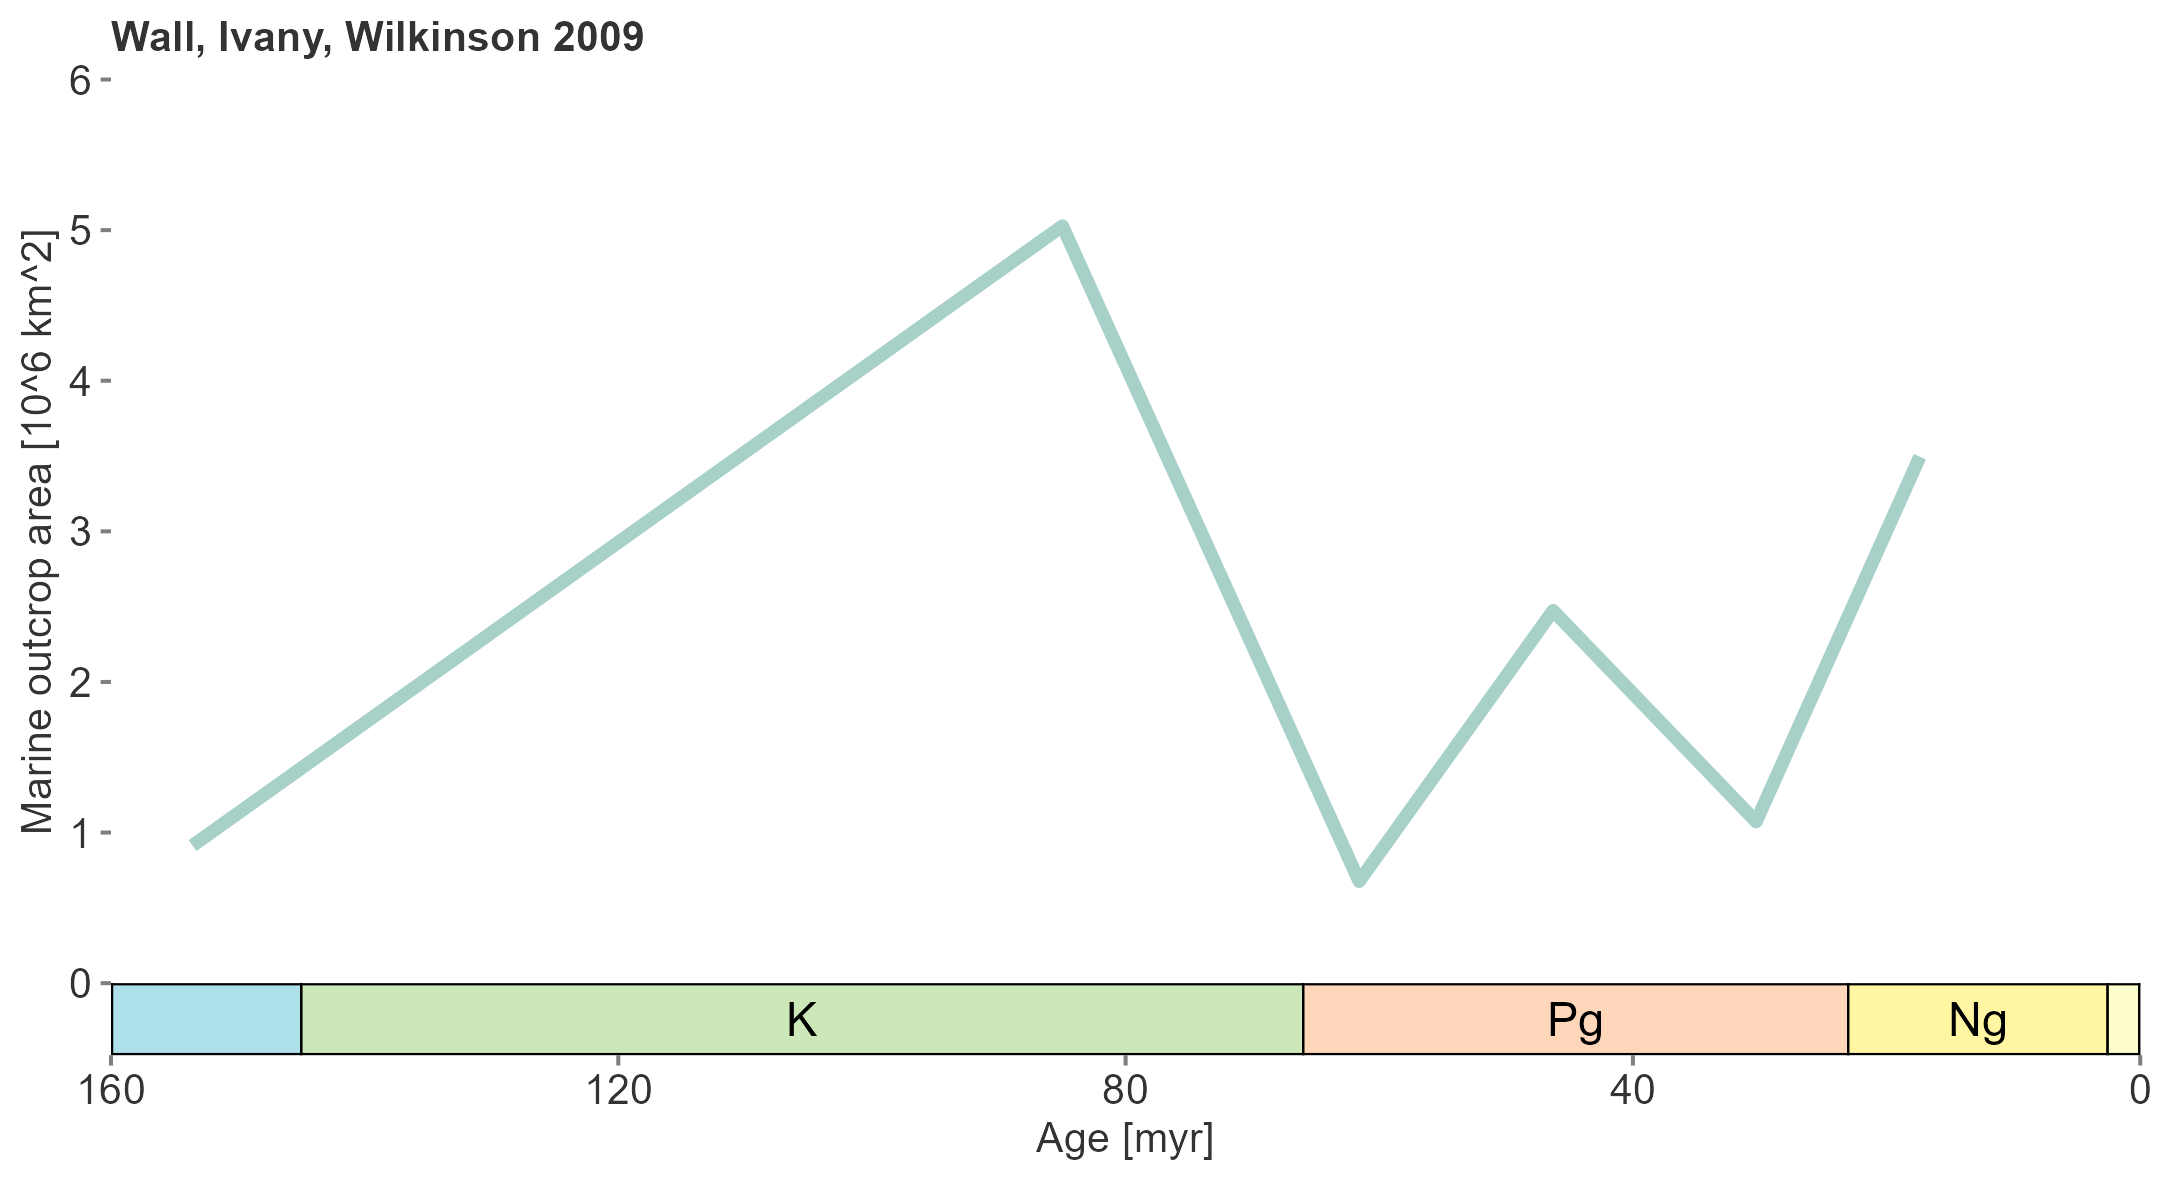 Wall, Ivany, Wilkinson 2009
6
5
4
3
2
1
0
Marine outcrop area [10^6 km^2]
K
Pg
Ng
160
120
80
40
0
Age [myr]